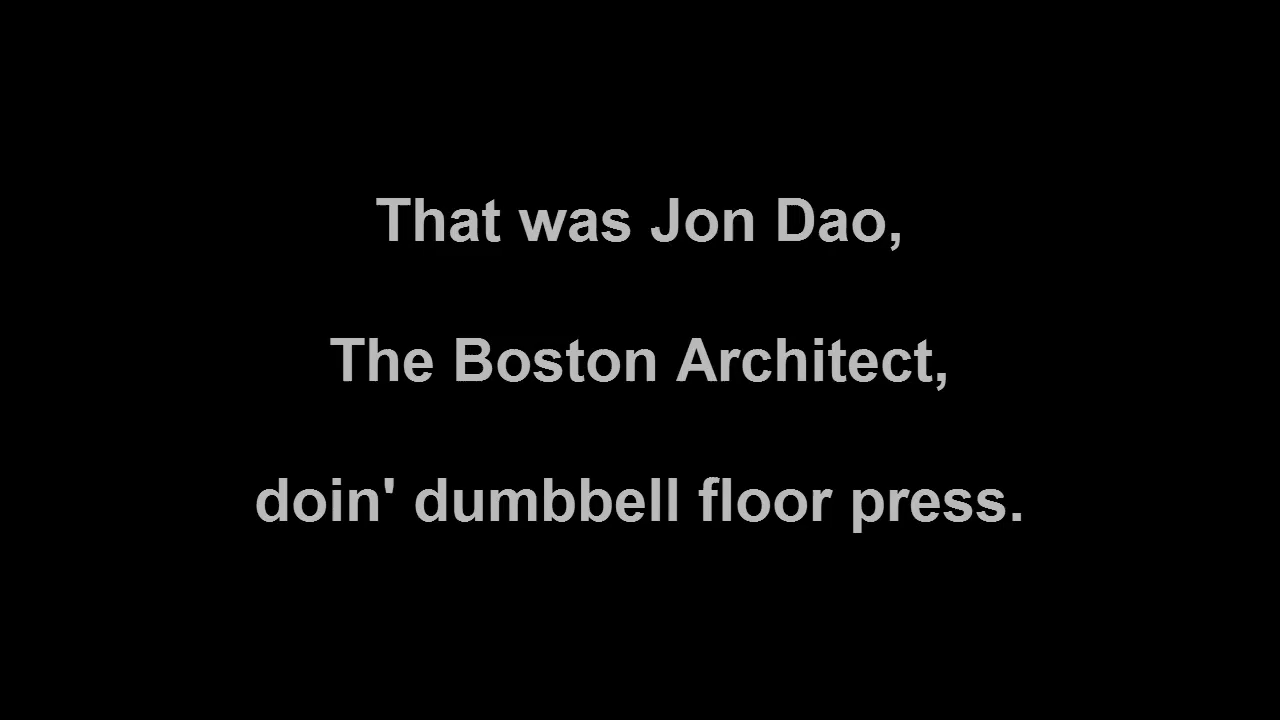 That was Jon Dao,
The Boston Architect,
doin' dumbbell floor press.